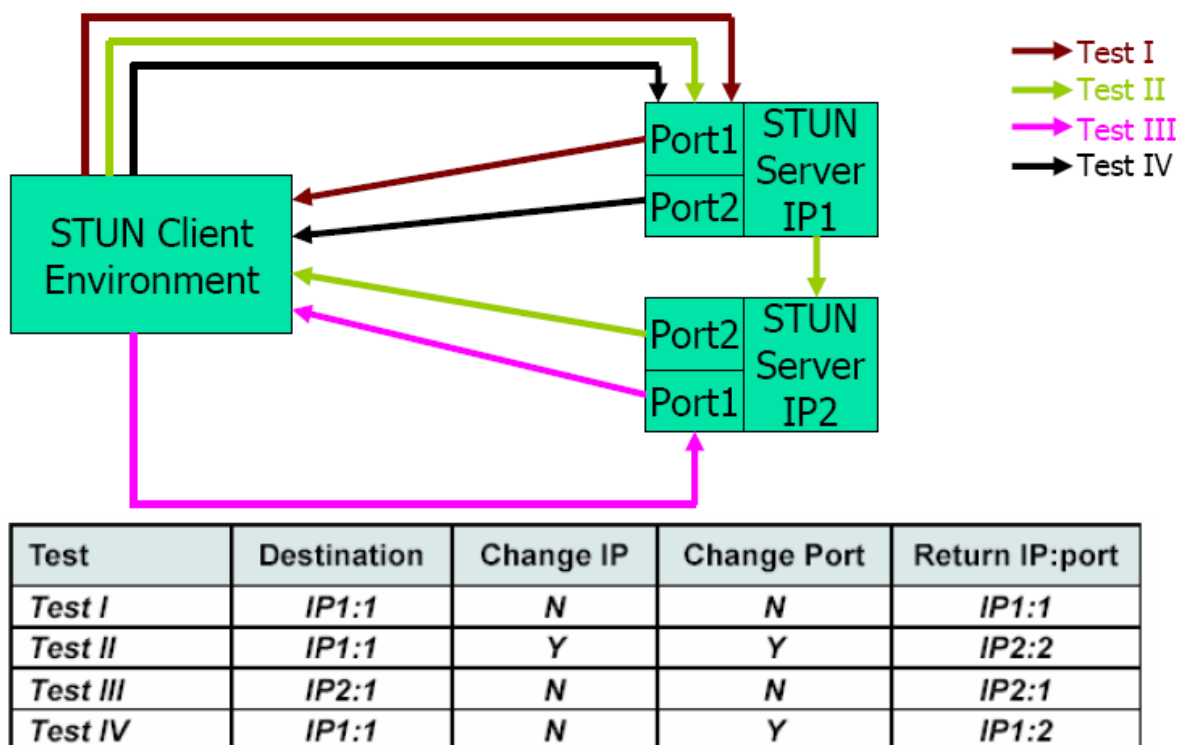 Test I
Test II
Test III
Test IV
Port1
Port2
STUN
Server
IP1
STUN Client
Environment
Port2
Port1
STUN
Server
IP2
Test Destination Change IP Change Port Return IP:port
Test I IP1:1 N N IP1:1
Test II IP1:1 Y Y IP2:2
Test III IP2:1 N N IP2:1
Test IV IP1:1 N Y IP1:2